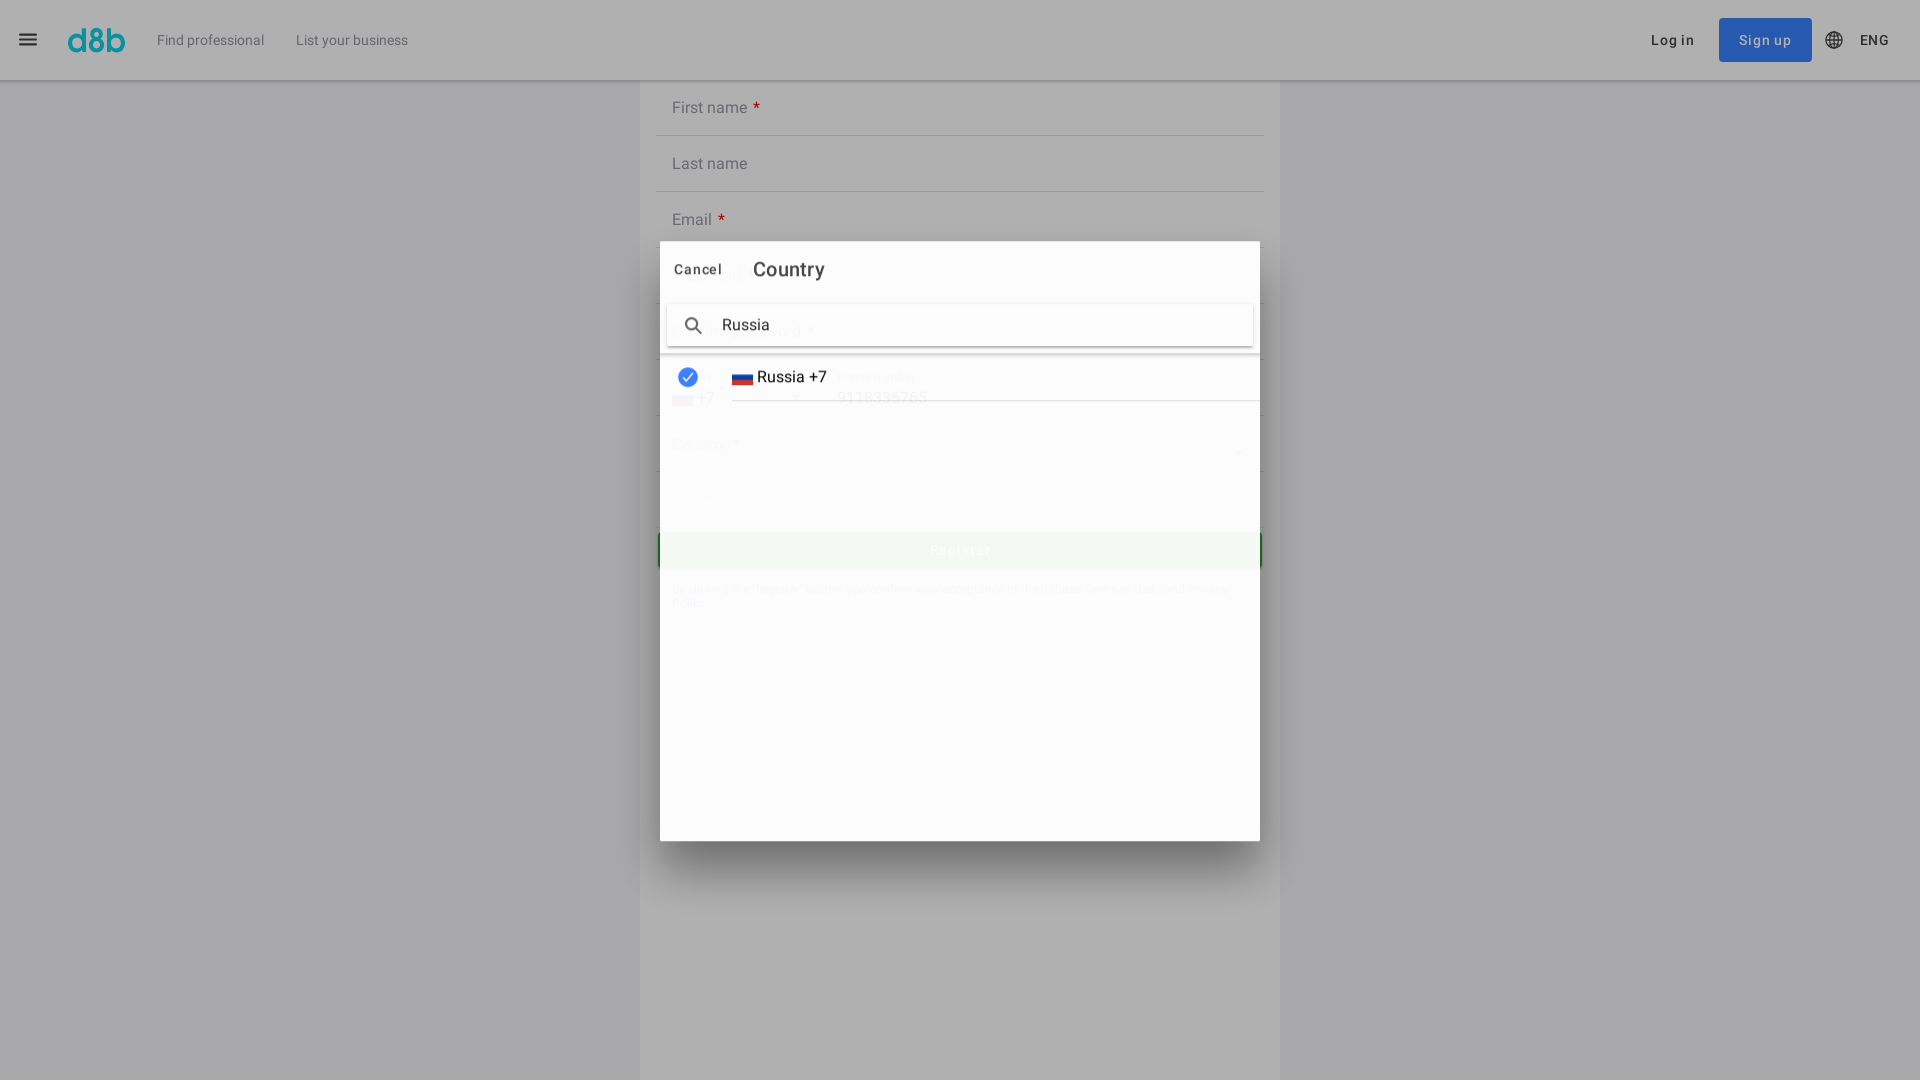 d8b
Find professional
List your business
Log in
Sign up
ENG
First name *
Last name
Email *
Cancel
Country
Russia
Russia +7
+7
9118336765
Country *
Register